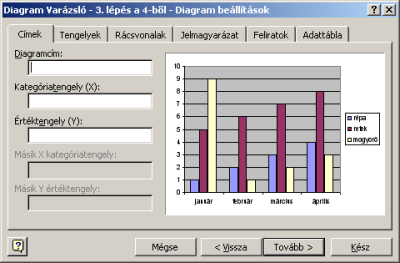 Diagram Varázsló - 3. lépés a 4-ből - Diagram beállítások
Címek Tengelyek Rácsvonalak Jelmagyarázat Feliratok Adattábla
Diagramcím:
Kategóriatengely (X):
Értéktengely (Y):
Másik X kategóriatengely:
Másik Y értéktengely:
10
9
8
7
6
5
4
3
2
1
0
január február március április
répa
retek
mogyoró
Mégse < Vissza Tovább > Kész